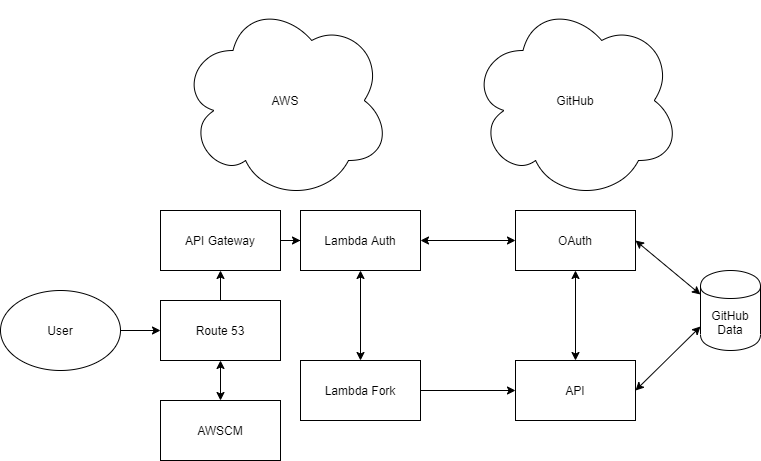 AWS
GitHub
API Gateway
Lambda Auth
OAuth
User
Route 53
GitHub
Data
Lambda Fork
API
AWSCM